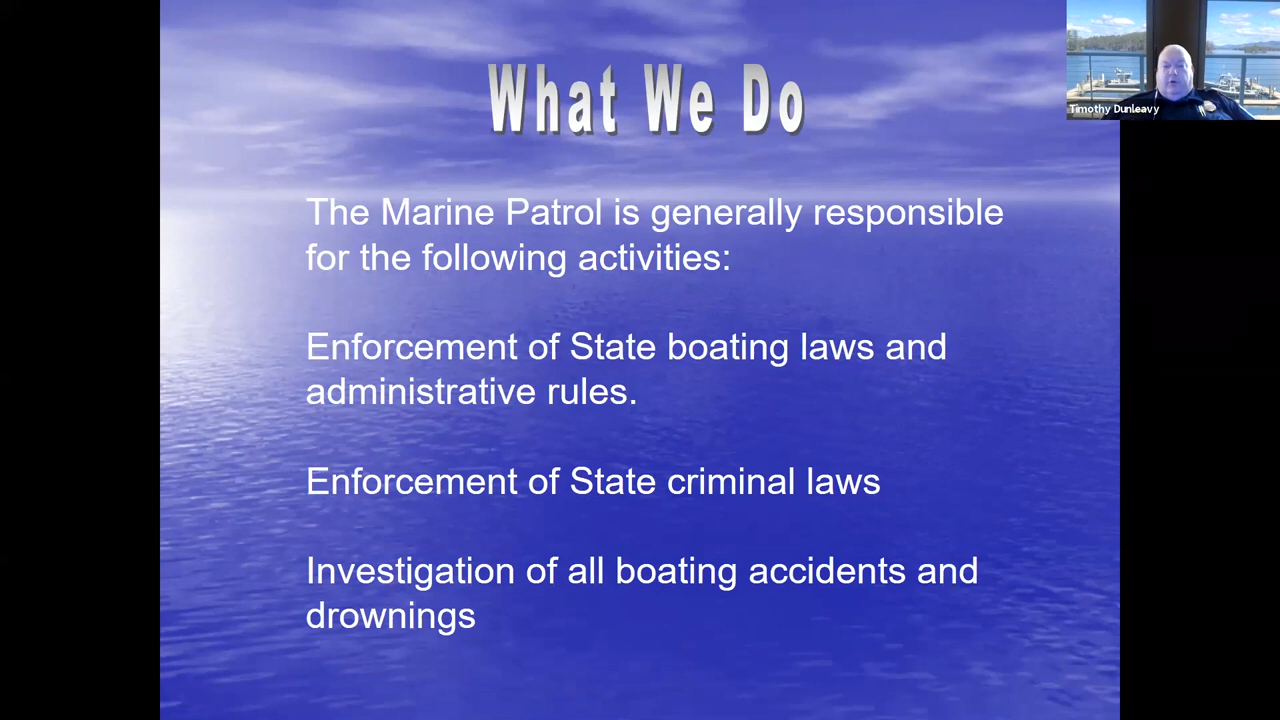 What We Do
Timothy Dunleavy
The Marine Patrol is generally responsible
for the following activities:
Enforcement of State boating laws and
administrative rules.
Enforcement of State criminal laws
Investigation of all boating accidents and
drownings